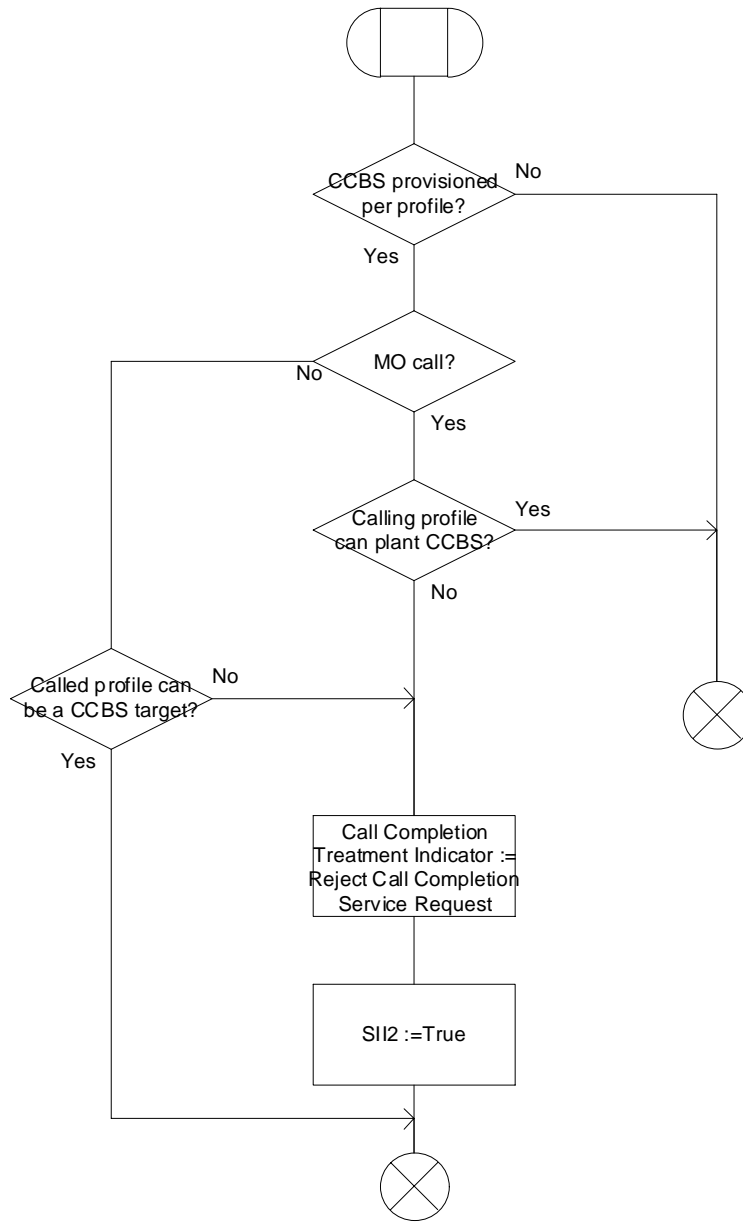 CCBS provisioned
per profile?
No
Yes
MO call?
No
Yes
Calling profile
can plant CCBS?
Yes
No
Called profile can
be a CCBS target?
No
Yes
Call Completion
Treatment Indicator :=
Reject Call Completion
Service Request
SII2 :=True